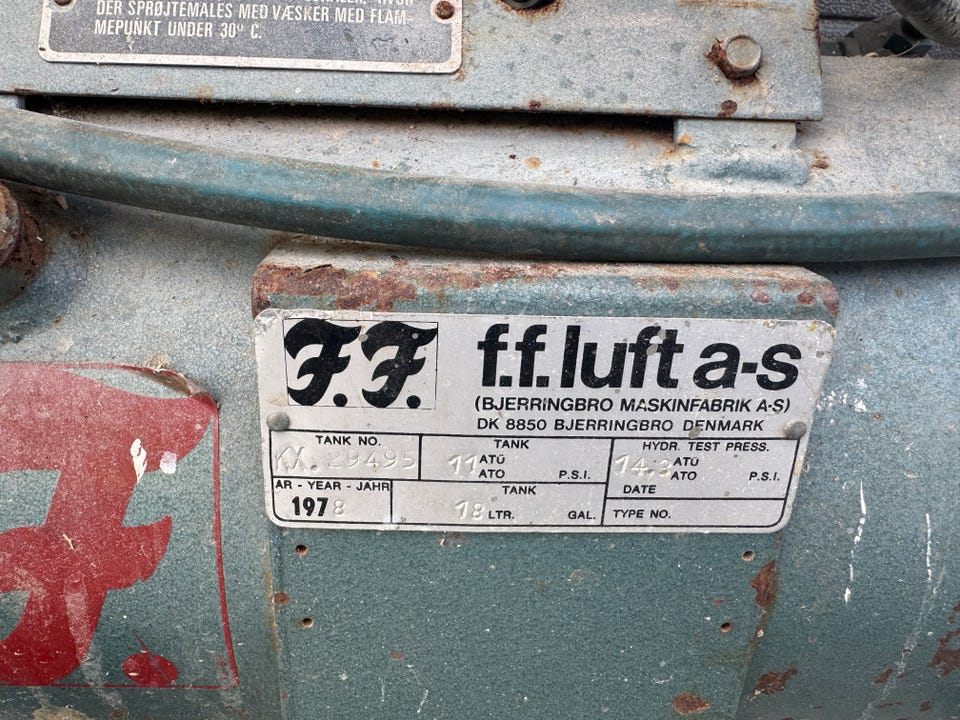 DER SPRØJTEMALES MED VÆSKER MED FLAM-
MEPUNKT UNDER 30° C.
F.F. f.f. luft a-s
(BJERRINGBRO MASKINFABRIK A-S)
DK 8850 BJERRINGBRO DENMARK
TANK NO. TANK HYDR. TEST PRESS.
KX. 29495 11 ATÜ ATO P.S.I. 14.3 ATÜ ATO P.S.I.
DATE
AR - YEAR - JAHR TANK
1978 18 LTR. GAL. TYPE NO.
F.